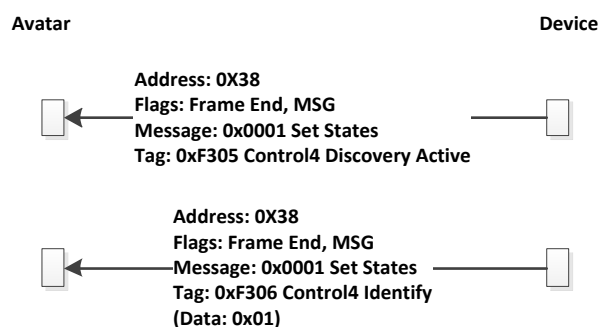 Avatar Device
Address: 0X38
Flags: Frame End, MSG
Message: 0x0001 Set States
Tag: 0xF305 Control4 Discovery Active
Address: 0X38
Flags: Frame End, MSG
Message: 0x0001 Set States
Tag: 0xF306 Control4 Identify
(Data: 0x01)